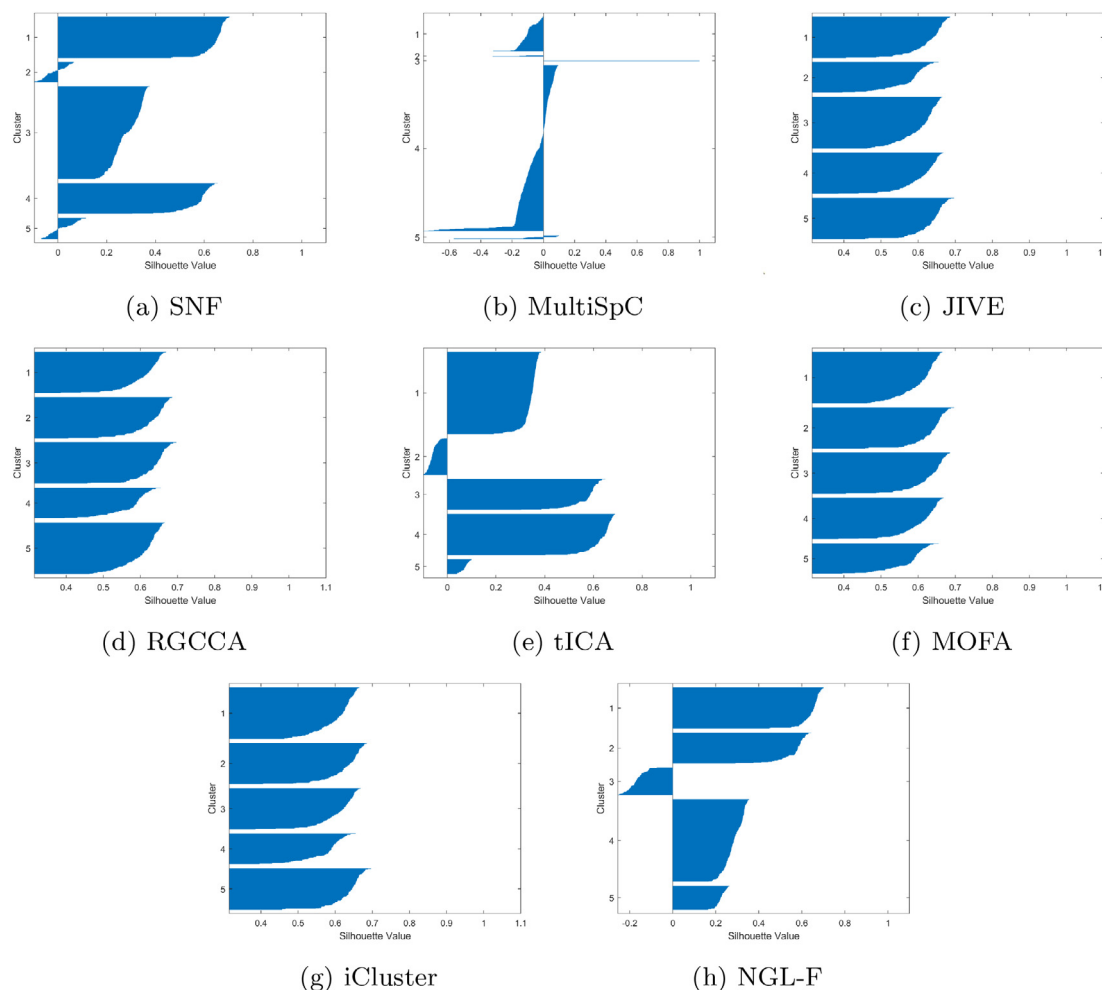 1
2
3
4
5
Cluster
0 0.2 0.4 0.6 0.8 1
Silhouette Value
(a) SNF
1
2
3
4
5
Cluster
-0.6 -0.4 -0.2 0 0.2 0.4 0.6 0.8 1
Silhouette Value
(b) MultiSpC
1
2
3
4
5
Cluster
0.4 0.5 0.6 0.7 0.8 0.9 1 1.1
Silhouette Value
(c) JIVE
1
2
3
4
5
Cluster
0.4 0.5 0.6 0.7 0.8 0.9 1 1.1
Silhouette Value
(d) RGCCA
1
2
3
4
5
Cluster
0 0.2 0.4 0.6 0.8 1
Silhouette Value
(e) tICA
1
2
3
4
5
Cluster
0.4 0.5 0.6 0.7 0.8 0.9 1 1.1
Silhouette Value
(f) MOFA
1
2
3
4
5
Cluster
0.4 0.5 0.6 0.7 0.8 0.9 1 1.1
Silhouette Value
(g) iCluster
1
2
3
4
5
Cluster
-0.2 0 0.2 0.4 0.6 0.8 1
Silhouette Value
(h) NGL-F